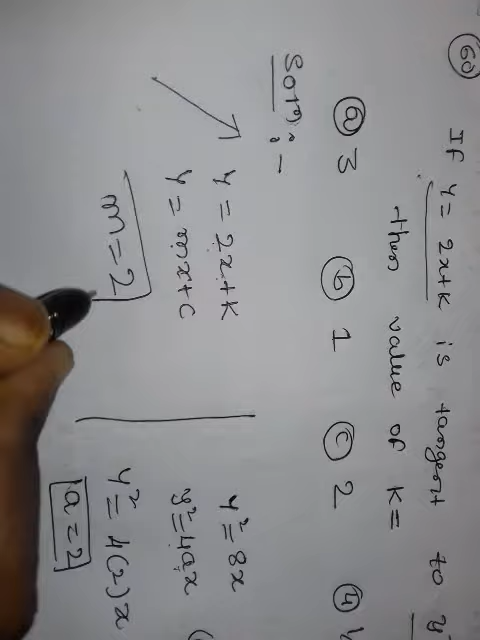 60 If y = 2x+k is tangent to y²
then value of k=
a 3 b 1 c 2 d
Solⁿ:-
y = 2x+k
y = mx+c
m = 2
y² = 8x
y² = 4ax
y² = 4(2)x
a = 2